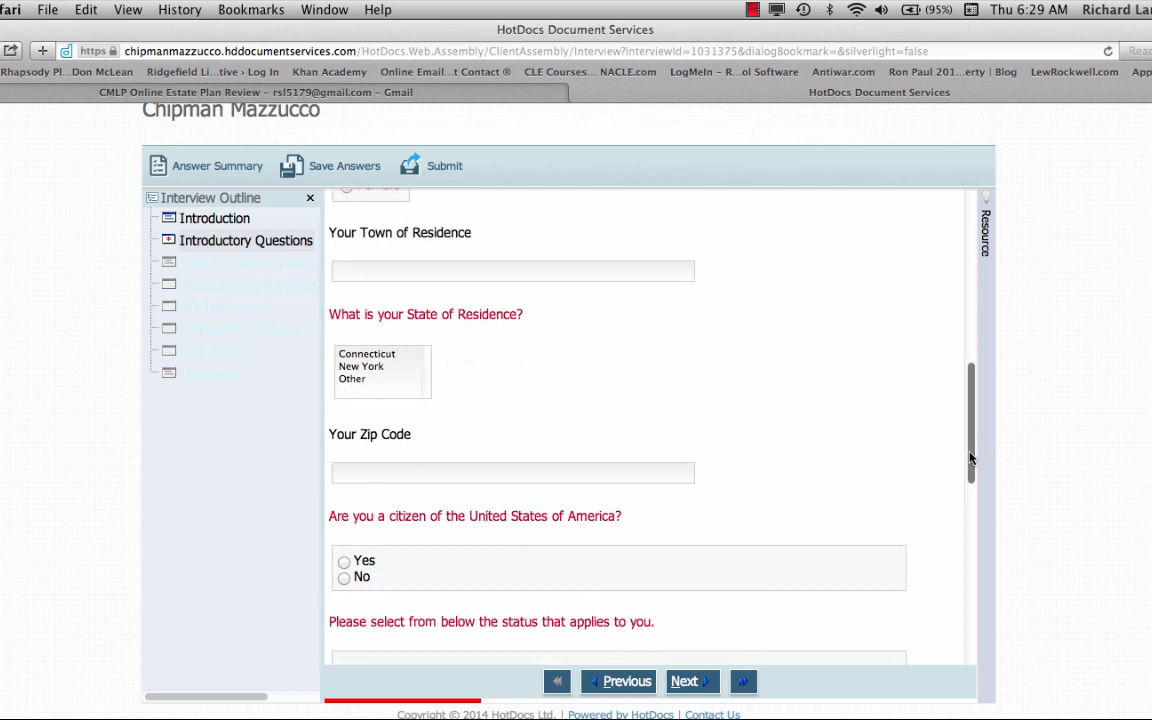 fari File Edit View History Bookmarks Window Help (95%) Thu 6:29 AM Richard Lar
HotDocs Document Services
https chipmanmazzucco.hddocumentservices.com/HotDocs.Web.Assembly/ClientAssembly/Interview?interviewId=1031375&dialogBookmark=&silverlight=false Read
Rhapsody Pl...Don McLean Ridgefield Li...tive › Log In Khan Academy Online Email...t Contact ® CLE Courses... NACLE.com LogMeIn – R...ol Software Antiwar.com Ron Paul 201...erty | Blog LewRockwell.com App
CMLP Online Estate Plan Review – rsl5179@gmail.com – Gmail HotDocs Document Services
Chipman Mazzucco
Answer Summary Save Answers Submit
Interview Outline ×
Introduction
Introductory Questions
Resource
Female
Your Town of Residence
What is your State of Residence?
Connecticut
New York
Other
Your Zip Code
Are you a citizen of the United States of America?
Yes
No
Please select from below the status that applies to you.
Previous Next
Copyright © 2014 HotDocs Ltd. | Powered by HotDocs | Contact Us